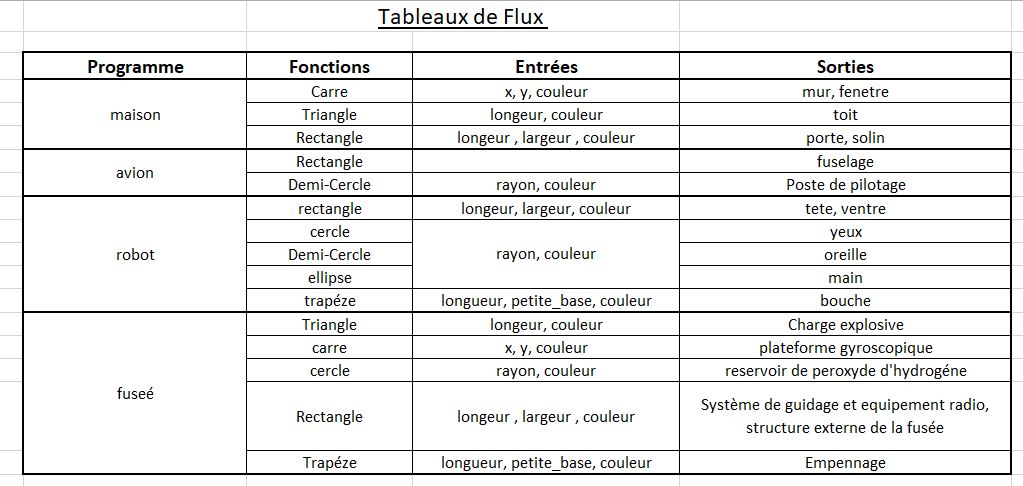 Tableaux de Flux
Programme Fonctions Entrées Sorties
maison Carre x, y, couleur mur, fenetre
Triangle longeur, couleur toit
Rectangle longeur , largeur , couleur porte, solin
avion Rectangle fuselage
Demi-Cercle rayon, couleur Poste de pilotage
robot rectangle longeur, largeur, couleur tete, ventre
cercle rayon, couleur yeux
Demi-Cercle oreille
ellipse main
trapéze longueur, petite_base, couleur bouche
fuseé Triangle longeur, couleur Charge explosive
carre x, y, couleur plateforme gyroscopique
cercle rayon, couleur reservoir de peroxyde d'hydrogéne
Rectangle longeur , largeur , couleur Système de guidage et equipement radio,
structure externe de la fusée
Trapéze longueur, petite_base, couleur Empennage